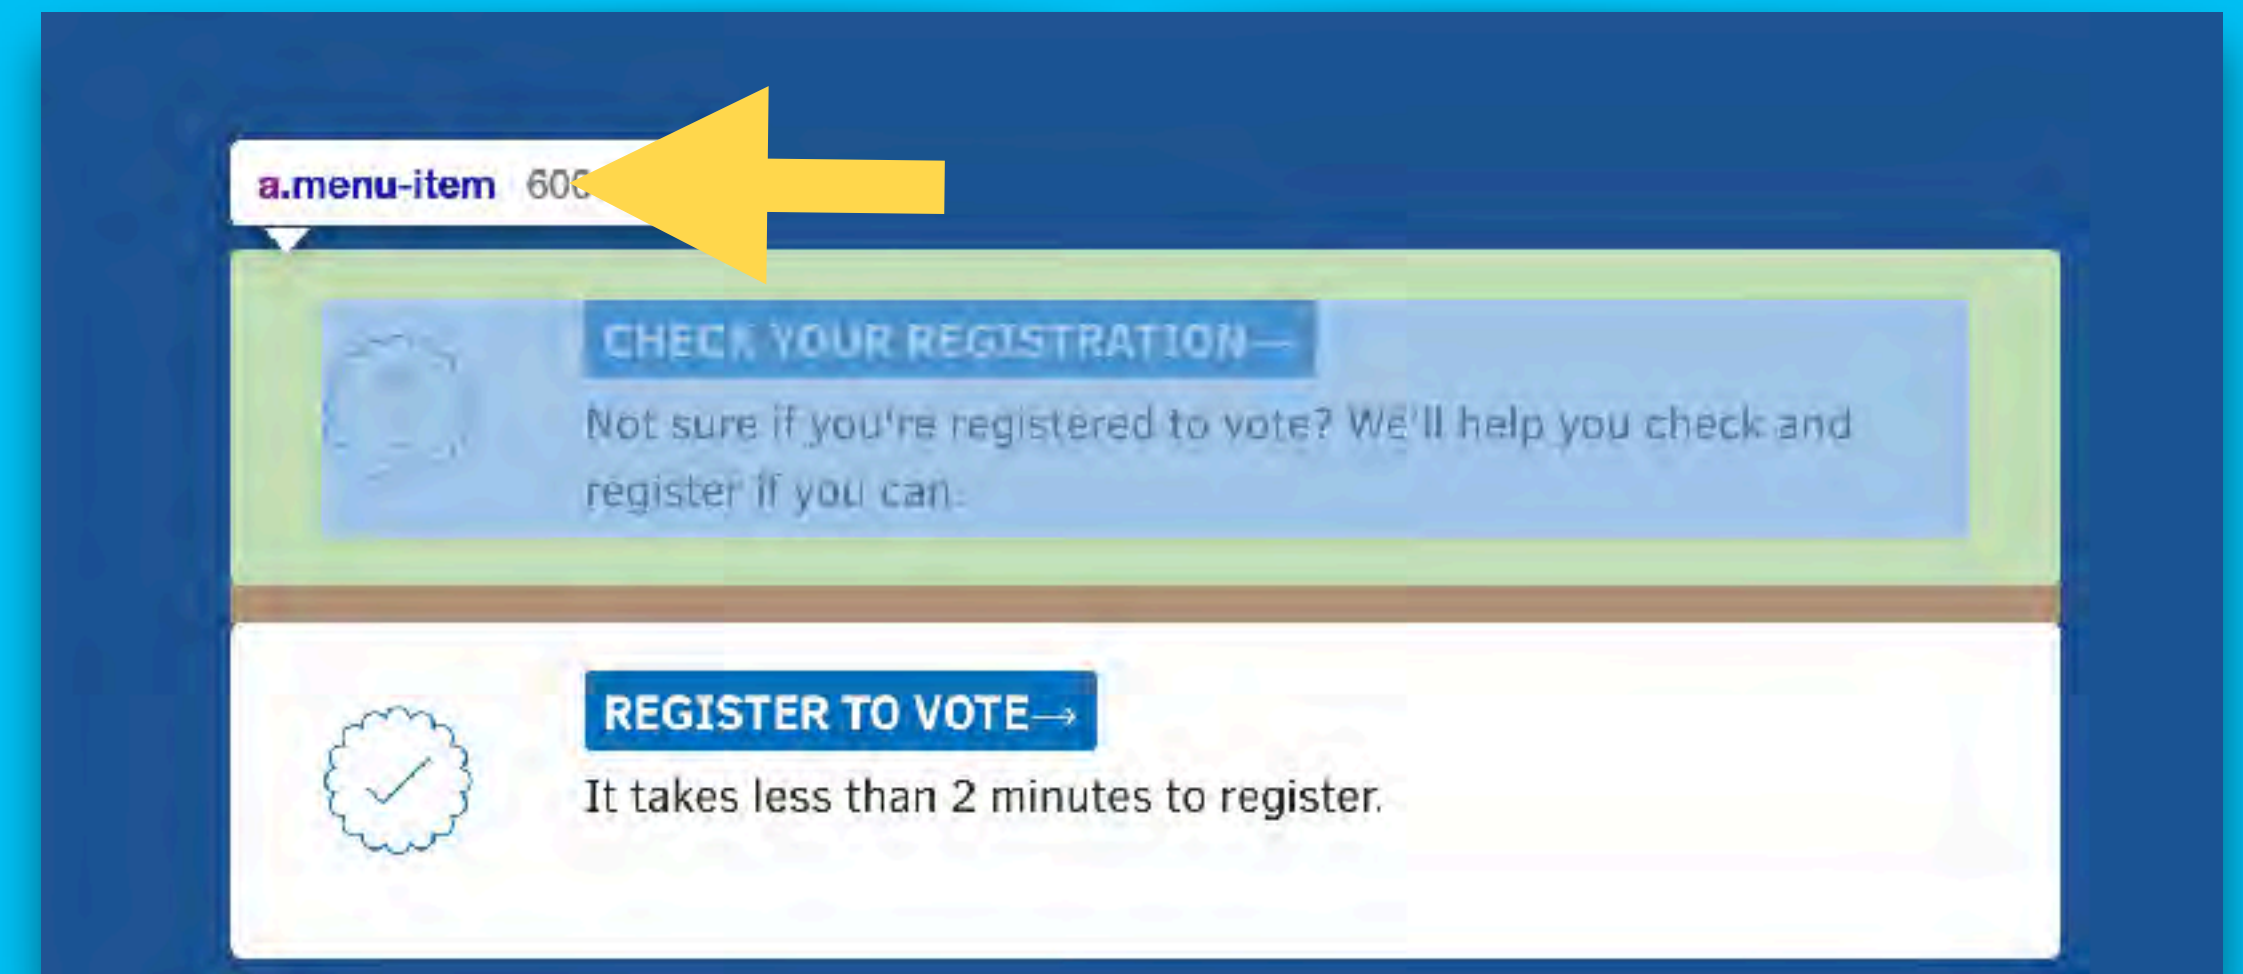 a.menu-item 600
CHECK YOUR REGISTRATION—
Not sure if you're registered to vote? We'll help you check and
register if you can.
REGISTER TO VOTE→
It takes less than 2 minutes to register.